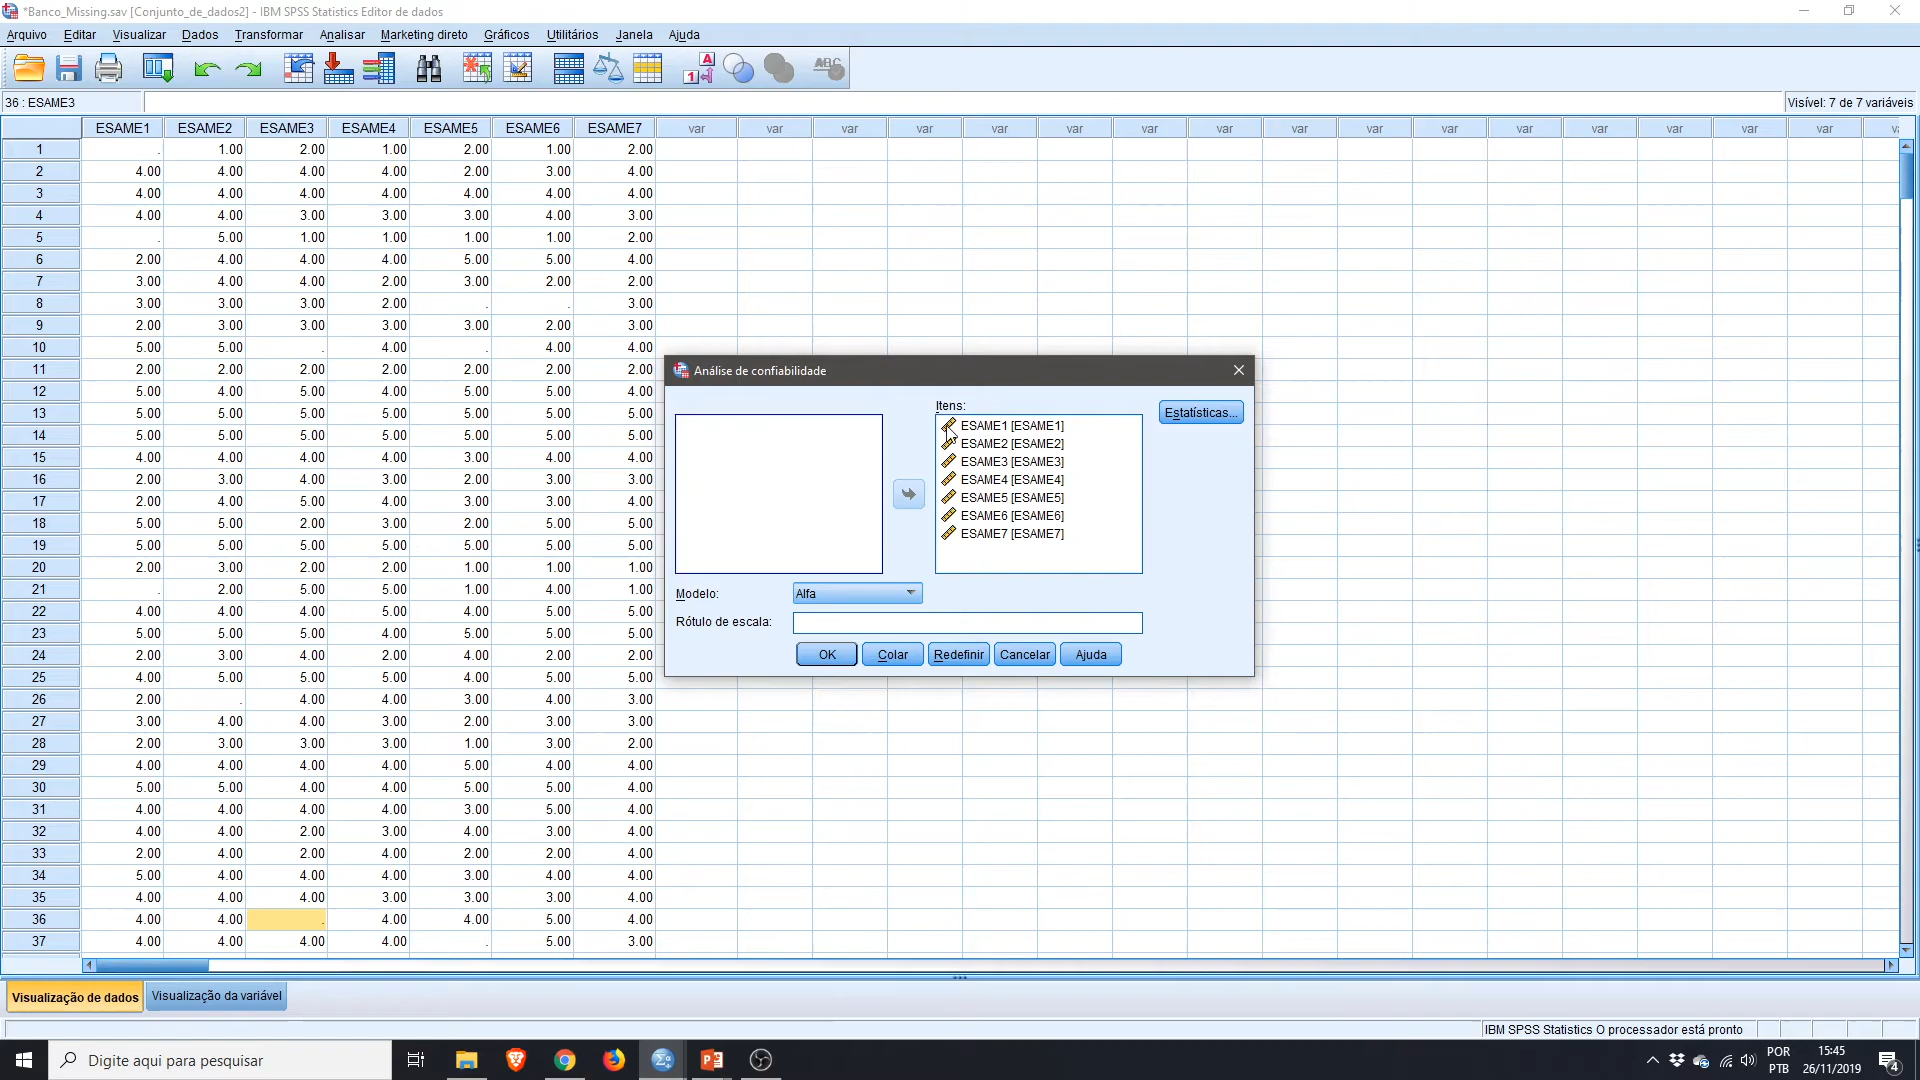 *Banco_Missing.sav [Conjunto_de_dados2] - IBM SPSS Statistics Editor de dados
Arquivo Editar Visualizar Dados Transformar Analisar Marketing direto Gráficos Utilitários Janela Ajuda
36 : ESAME3 Visível: 7 de 7 variáveis
ESAME1 ESAME2 ESAME3 ESAME4 ESAME5 ESAME6 ESAME7 var var var var var var var var var var var var var var var var
1 . 1.00 2.00 1.00 2.00 1.00 2.00
2 4.00 4.00 4.00 4.00 2.00 3.00 4.00
3 4.00 4.00 4.00 4.00 4.00 4.00 4.00
4 4.00 4.00 3.00 3.00 3.00 4.00 3.00
5 . 5.00 1.00 1.00 1.00 1.00 2.00
6 2.00 4.00 4.00 4.00 5.00 5.00 4.00
7 3.00 4.00 4.00 2.00 3.00 2.00 2.00
8 3.00 3.00 3.00 2.00 . . 3.00
9 2.00 3.00 3.00 3.00 3.00 2.00 3.00
10 5.00 5.00 . 4.00 . 4.00 4.00
11 2.00 2.00 2.00 2.00 2.00 2.00 2.00
12 5.00 4.00 5.00 4.00 5.00 5.00 4.00
13 5.00 5.00 5.00 5.00 5.00 5.00 5.00
14 5.00 5.00 5.00 5.00 5.00 5.00 5.00
15 4.00 4.00 4.00 4.00 3.00 4.00 4.00
16 2.00 3.00 4.00 3.00 2.00 3.00 3.00
17 2.00 4.00 5.00 4.00 3.00 4.00 4.00
18 5.00 5.00 2.00 3.00 2.00 5.00 5.00
19 5.00 5.00 5.00 5.00 5.00 5.00 5.00
20 2.00 3.00 2.00 2.00 1.00 1.00 1.00
21 . 2.00 5.00 5.00 1.00 4.00 1.00
22 4.00 4.00 4.00 5.00 4.00 5.00 5.00
23 5.00 5.00 5.00 4.00 5.00 5.00 5.00
24 2.00 3.00 4.00 2.00 4.00 2.00 2.00
25 4.00 5.00 5.00 5.00 4.00 5.00 5.00
26 2.00 . 4.00 4.00 3.00 4.00 3.00
27 3.00 4.00 4.00 3.00 2.00 3.00 3.00
28 2.00 3.00 3.00 3.00 1.00 3.00 2.00
29 4.00 4.00 4.00 4.00 5.00 4.00 4.00
30 5.00 5.00 4.00 4.00 5.00 5.00 4.00
31 4.00 4.00 4.00 4.00 3.00 5.00 4.00
32 4.00 4.00 2.00 3.00 4.00 3.00 4.00
33 2.00 4.00 2.00 4.00 2.00 2.00 4.00
34 5.00 4.00 4.00 4.00 3.00 4.00 4.00
35 4.00 4.00 4.00 3.00 3.00 3.00 4.00
36 4.00 4.00 . 4.00 4.00 5.00 4.00
37 4.00 4.00 4.00 4.00 . 5.00 3.00
Análise de confiabilidade
Itens:
Estatísticas...
ESAME1 [ESAME1]
ESAME2 [ESAME2]
ESAME3 [ESAME3]
ESAME4 [ESAME4]
ESAME5 [ESAME5]
ESAME6 [ESAME6]
ESAME7 [ESAME7]
Modelo: Alfa
Rótulo de escala:
OK Colar Redefinir Cancelar Ajuda
Visualização de dados Visualização da variável
IBM SPSS Statistics O processador está pronto
Digite aqui para pesquisar
POR
PTB
15:45
26/11/2019
4